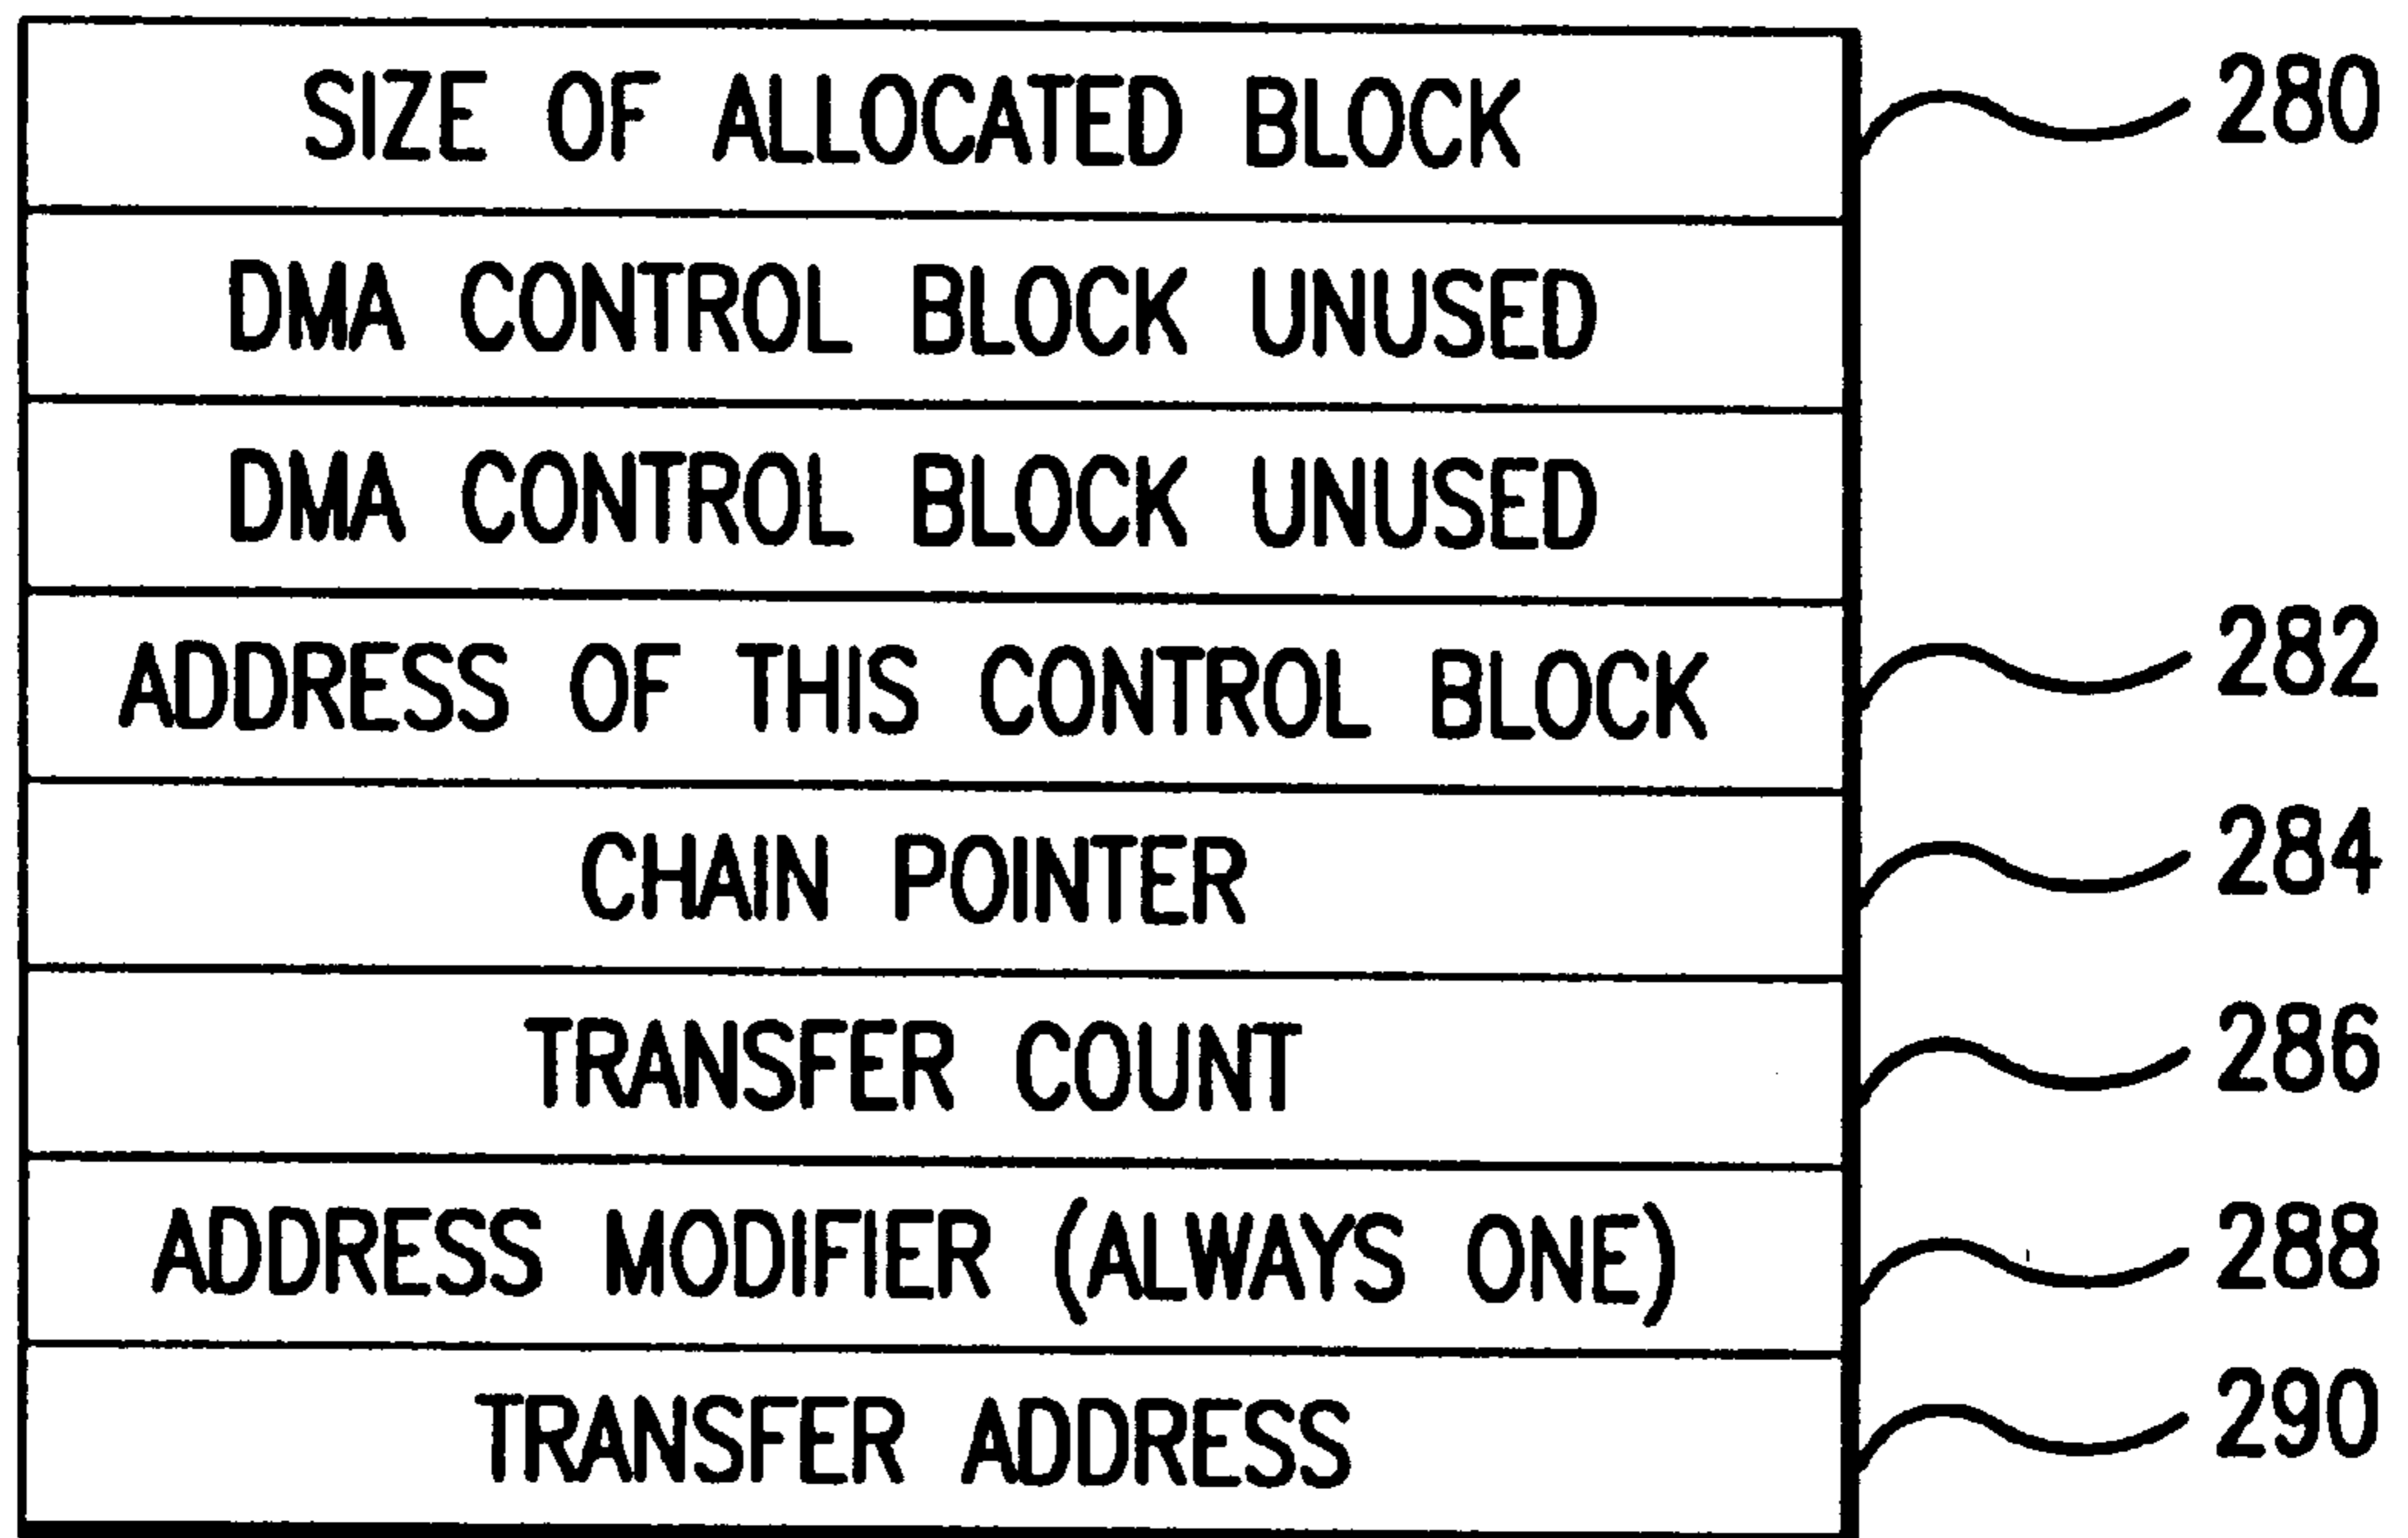 SIZE OF ALLOCATED BLOCK 280
DMA CONTROL BLOCK UNUSED
DMA CONTROL BLOCK UNUSED
ADDRESS OF THIS CONTROL BLOCK 282
CHAIN POINTER 284
TRANSFER COUNT 286
ADDRESS MODIFIER (ALWAYS ONE) 288
TRANSFER ADDRESS 290